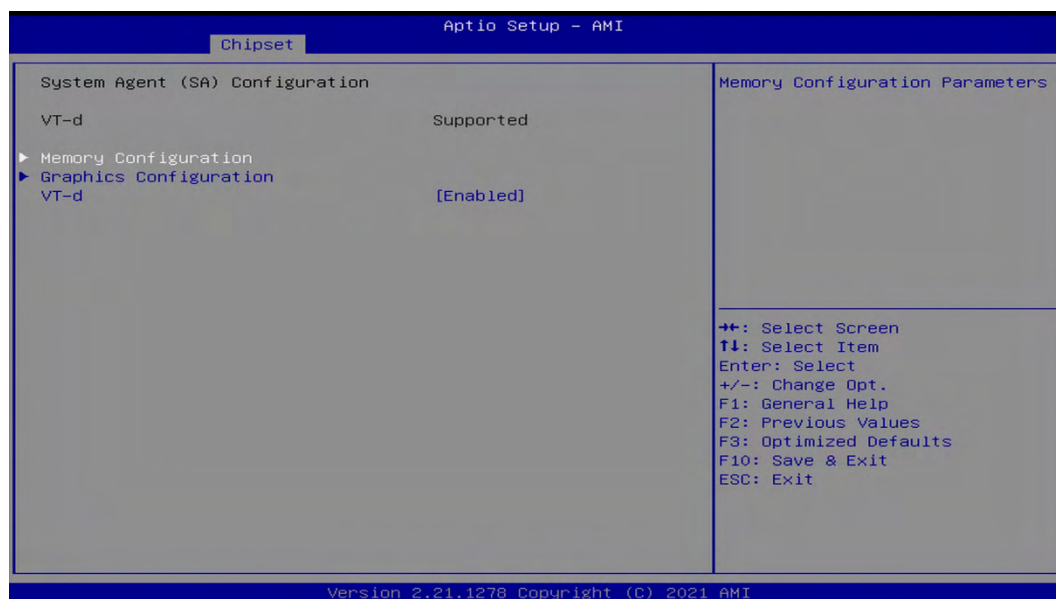 Aptio Setup – AMI
Chipset
System Agent (SA) Configuration
VT-d Supported
▶ Memory Configuration
▶ Graphics Configuration
VT-d [Enabled]
Memory Configuration Parameters
→←: Select Screen
↑↓: Select Item
Enter: Select
+/-: Change Opt.
F1: General Help
F2: Previous Values
F3: Optimized Defaults
F10: Save & Exit
ESC: Exit
Version 2.21.1278 Copyright (C) 2021 AMI